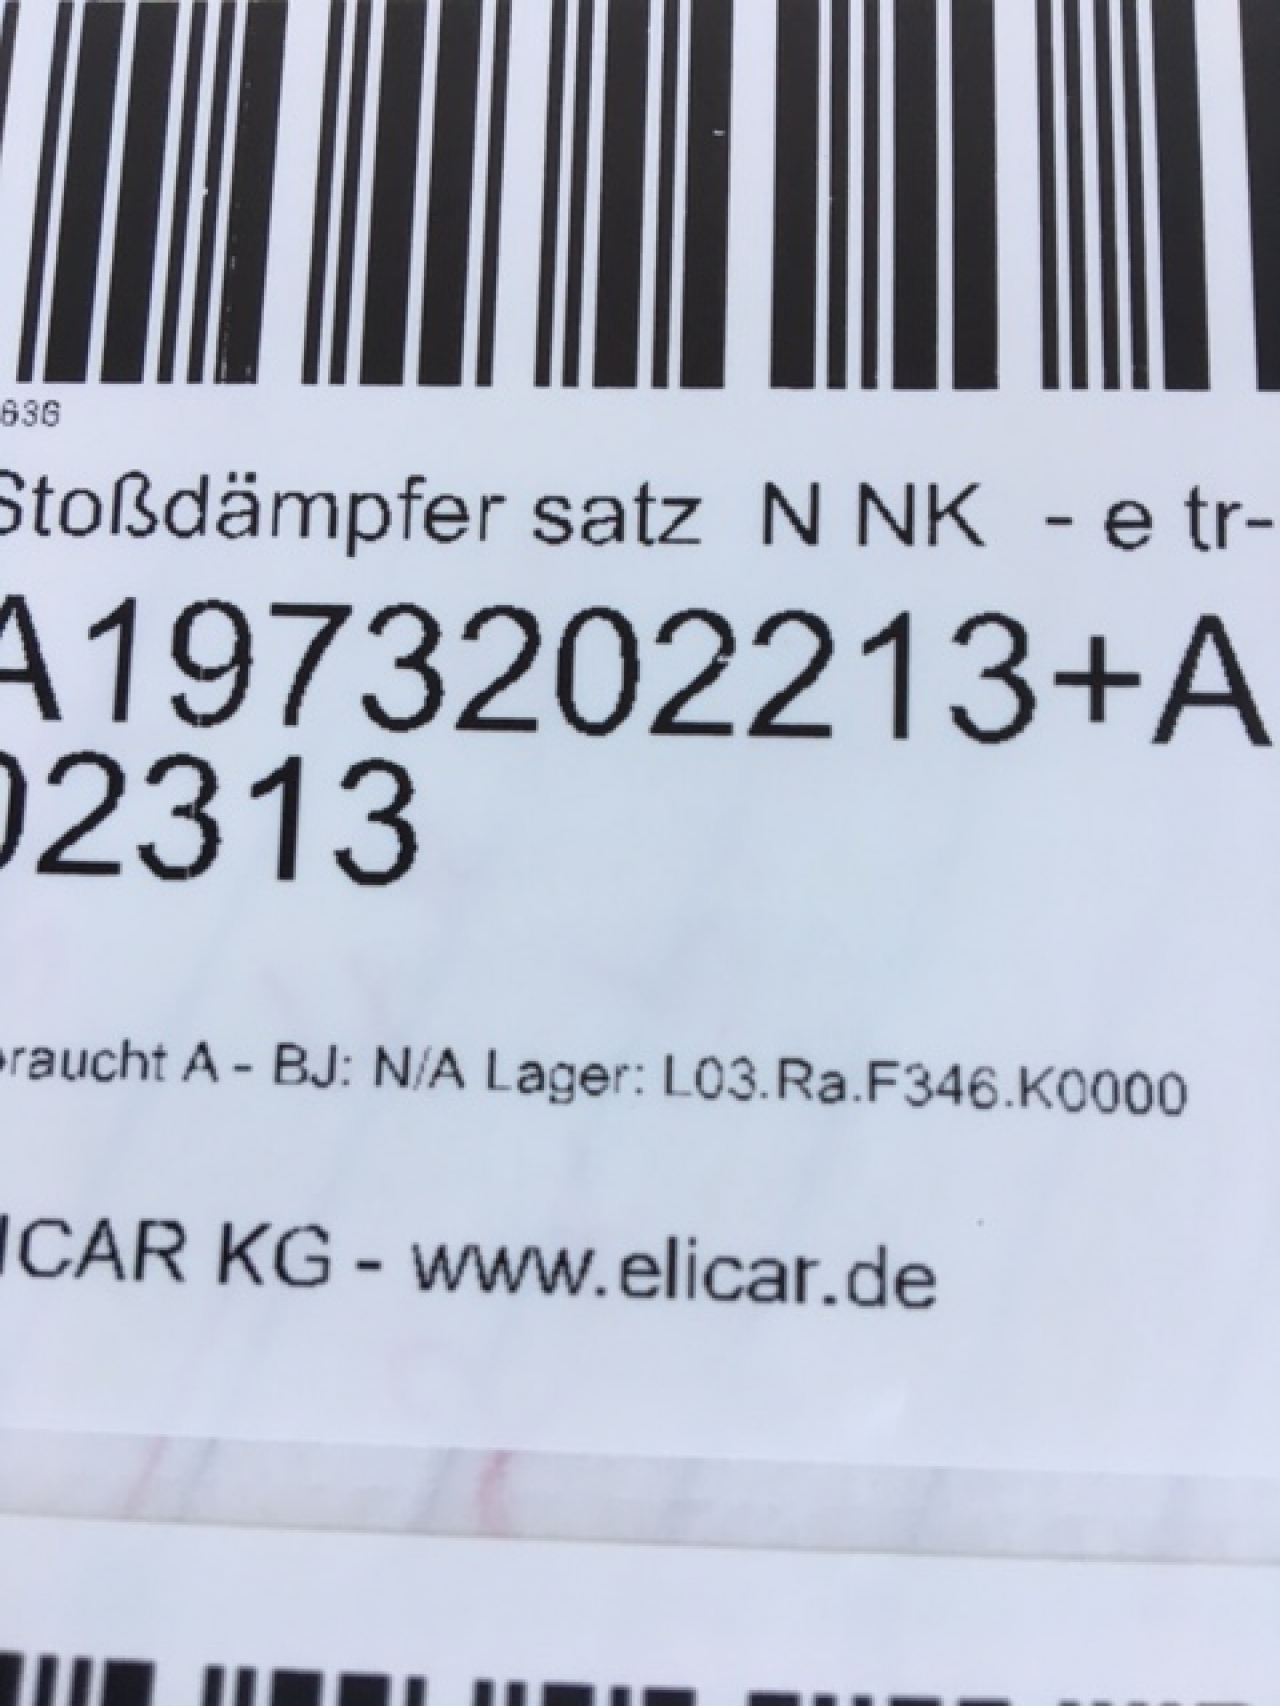 636
Stoßdämpfer satz N NK - e tr-
A1973202213+A
02313
raucht A - BJ: N/A Lager: L03.Ra.F346.K0000
ICAR KG - www.elicar.de